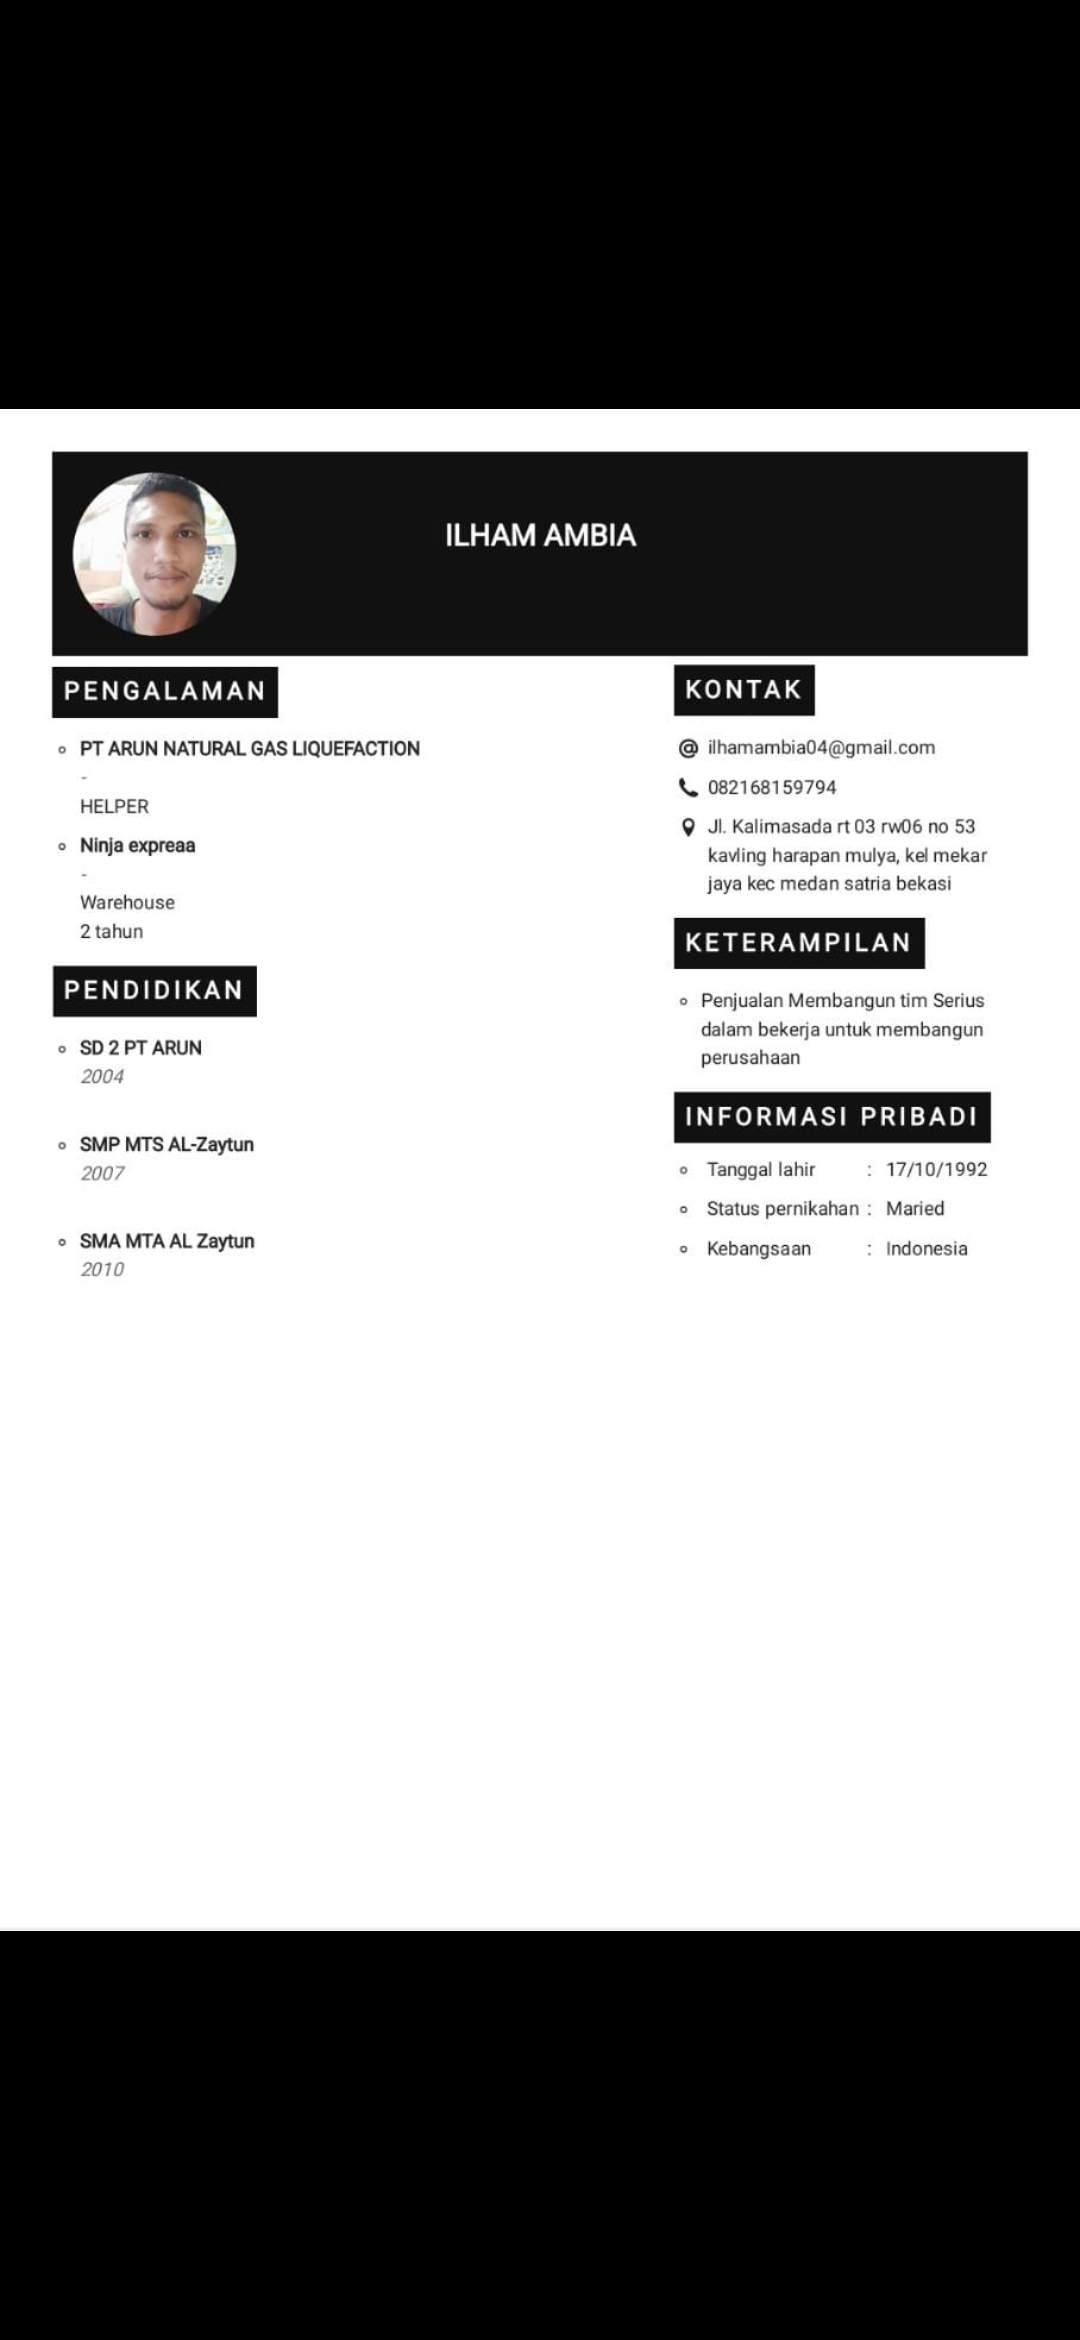 ILHAM AMBIA
PENGALAMAN
PT ARUN NATURAL GAS LIQUEFACTION
-
HELPER
Ninja expreaa
-
Warehouse
2 tahun
PENDIDIKAN
SD 2 PT ARUN
2004
SMP MTS AL-Zaytun
2007
SMA MTA AL Zaytun
2010
KONTAK
ilhamambia04@gmail.com
082168159794
Jl. Kalimasada rt 03 rw06 no 53
kavling harapan mulya, kel mekar
jaya kec medan satria bekasi
KETERAMPILAN
Penjualan Membangun tim Serius
dalam bekerja untuk membangun
perusahaan
INFORMASI PRIBADI
Tanggal lahir : 17/10/1992
Status pernikahan : Maried
Kebangsaan : Indonesia